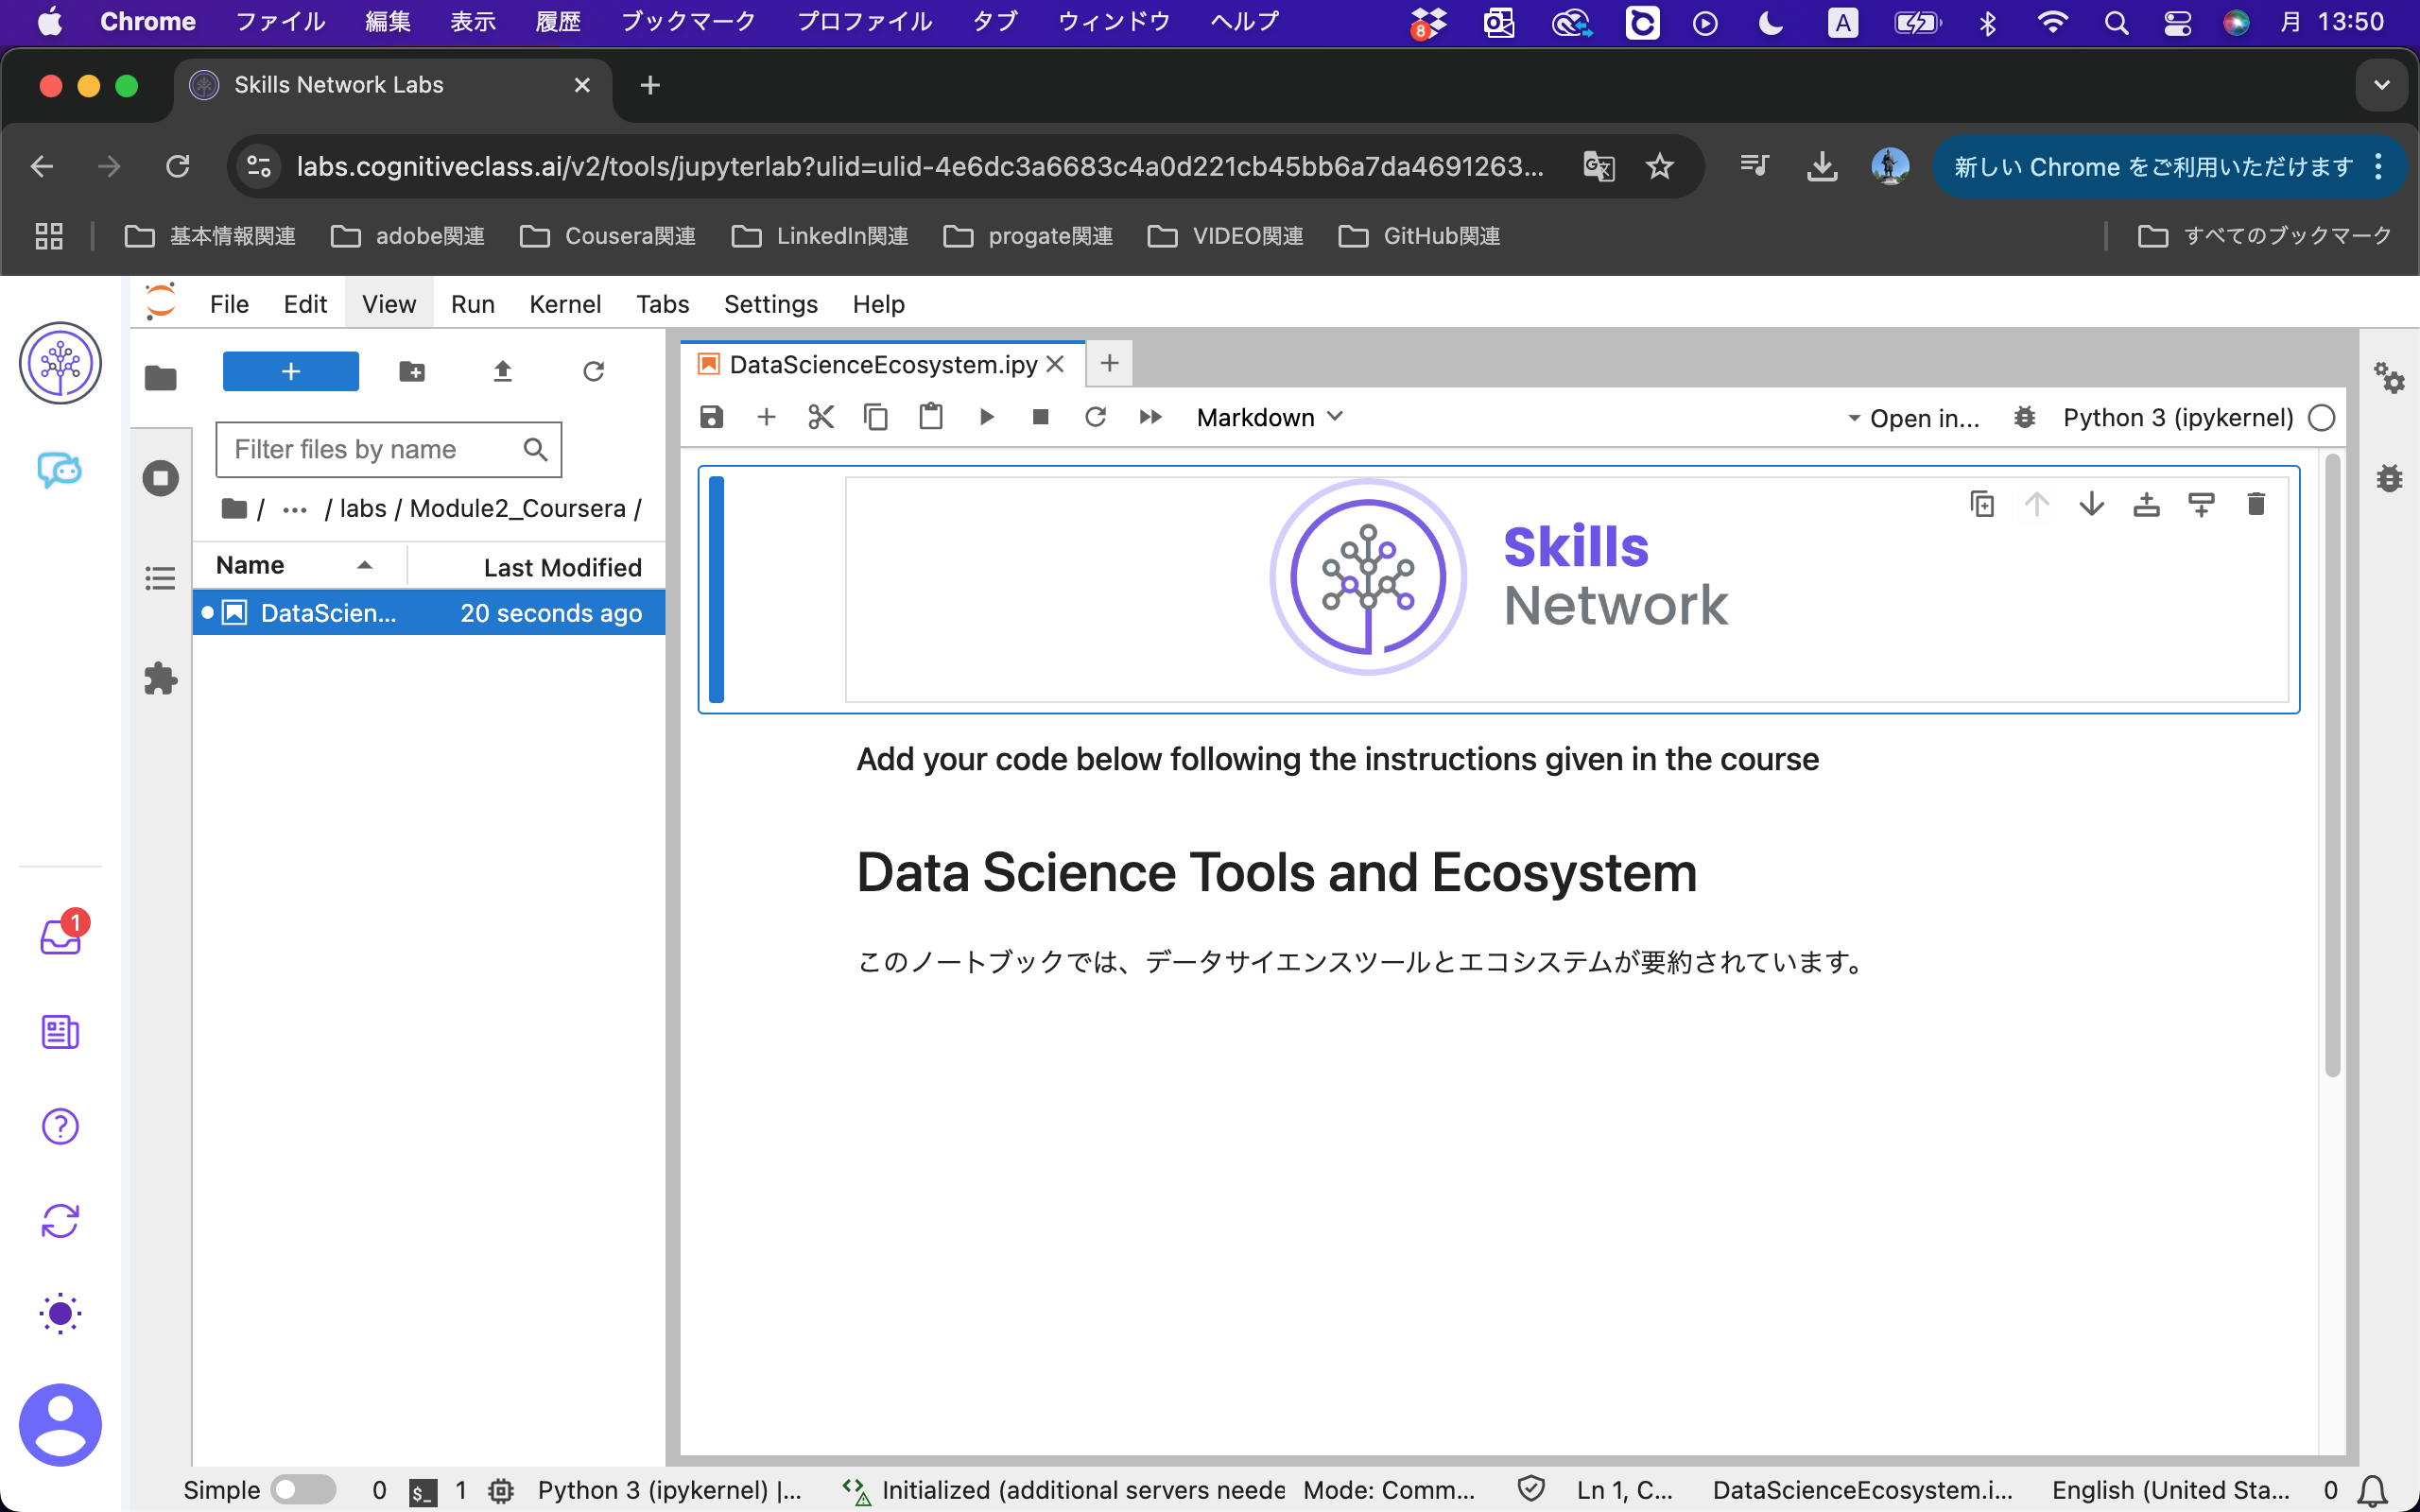 Chrome ファイル 編集 表示 履歴 ブックマーク プロファイル タブ ウィンドウ ヘルプ 8 A 月 13:50
Skills Network Labs
labs.cognitiveclass.ai/v2/tools/jupyterlab?ulid=ulid-4e6dc3a6683c4a0d221cb45bb6a7da4691263... 新しい Chrome をご利用いただけます
基本情報関連 adobe関連 Cousera関連 LinkedIn関連 progate関連 VIDEO関連 GitHub関連 すべてのブックマーク
File Edit View Run Kernel Tabs Settings Help
DataScienceEcosystem.ipy
Markdown Open in... Python 3 (ipykernel)
Filter files by name
/ ... / labs / Module2_Coursera /
Name Last Modified
DataScien... 20 seconds ago
Skills
Network
Add your code below following the instructions given in the course
Data Science Tools and Ecosystem
このノートブックでは、データサイエンスツールとエコシステムが要約されています。
1
Simple 0 $_ 1 Python 3 (ipykernel) |... Initialized (additional servers neede Mode: Comm... Ln 1, C... DataScienceEcosystem.i... English (United Sta... 0